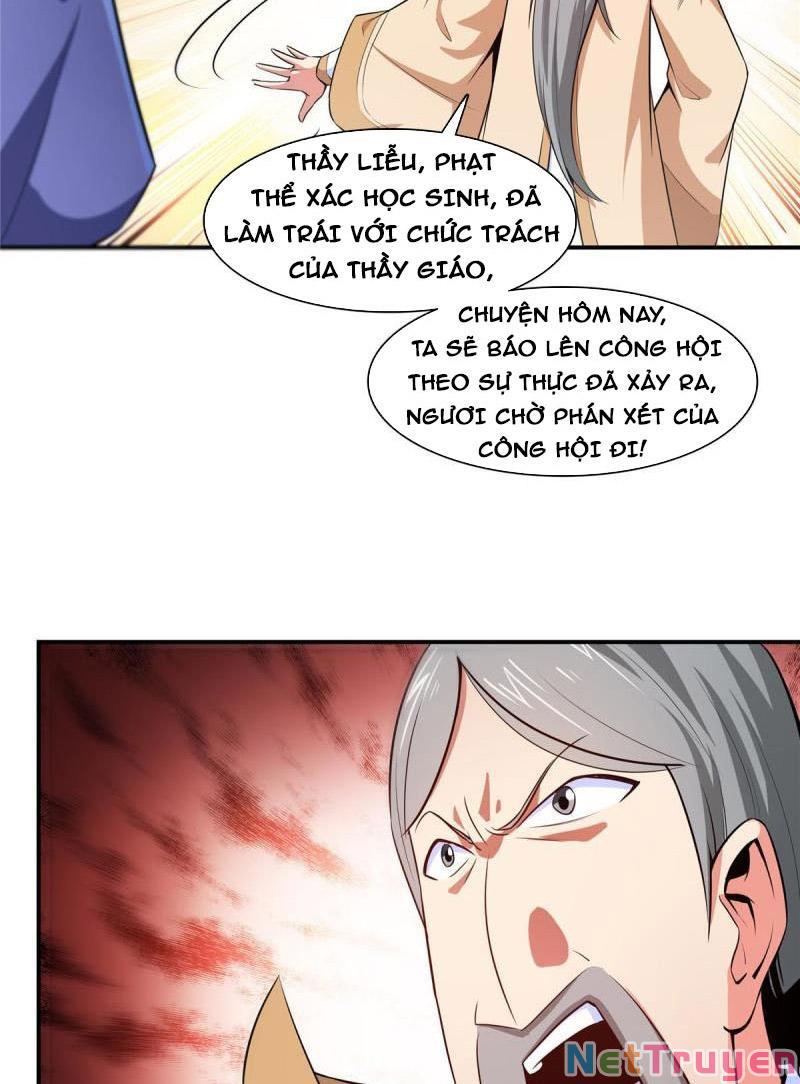 THẦY LIỄU, PHẠT
THỂ XÁC HỌC SINH, ĐÃ
LÀM TRÁI VỚI CHỨC TRÁCH
CỦA THẦY GIÁO,
CHUYỆN HÔM NAY,
TA SẼ BÁO LÊN CÔNG HỘI
THEO SỰ THỰC ĐÃ XẢY RA,
NGƯƠI CHỜ PHÁN XÉT CỦA
CÔNG HỘI ĐI!
NetTruyen